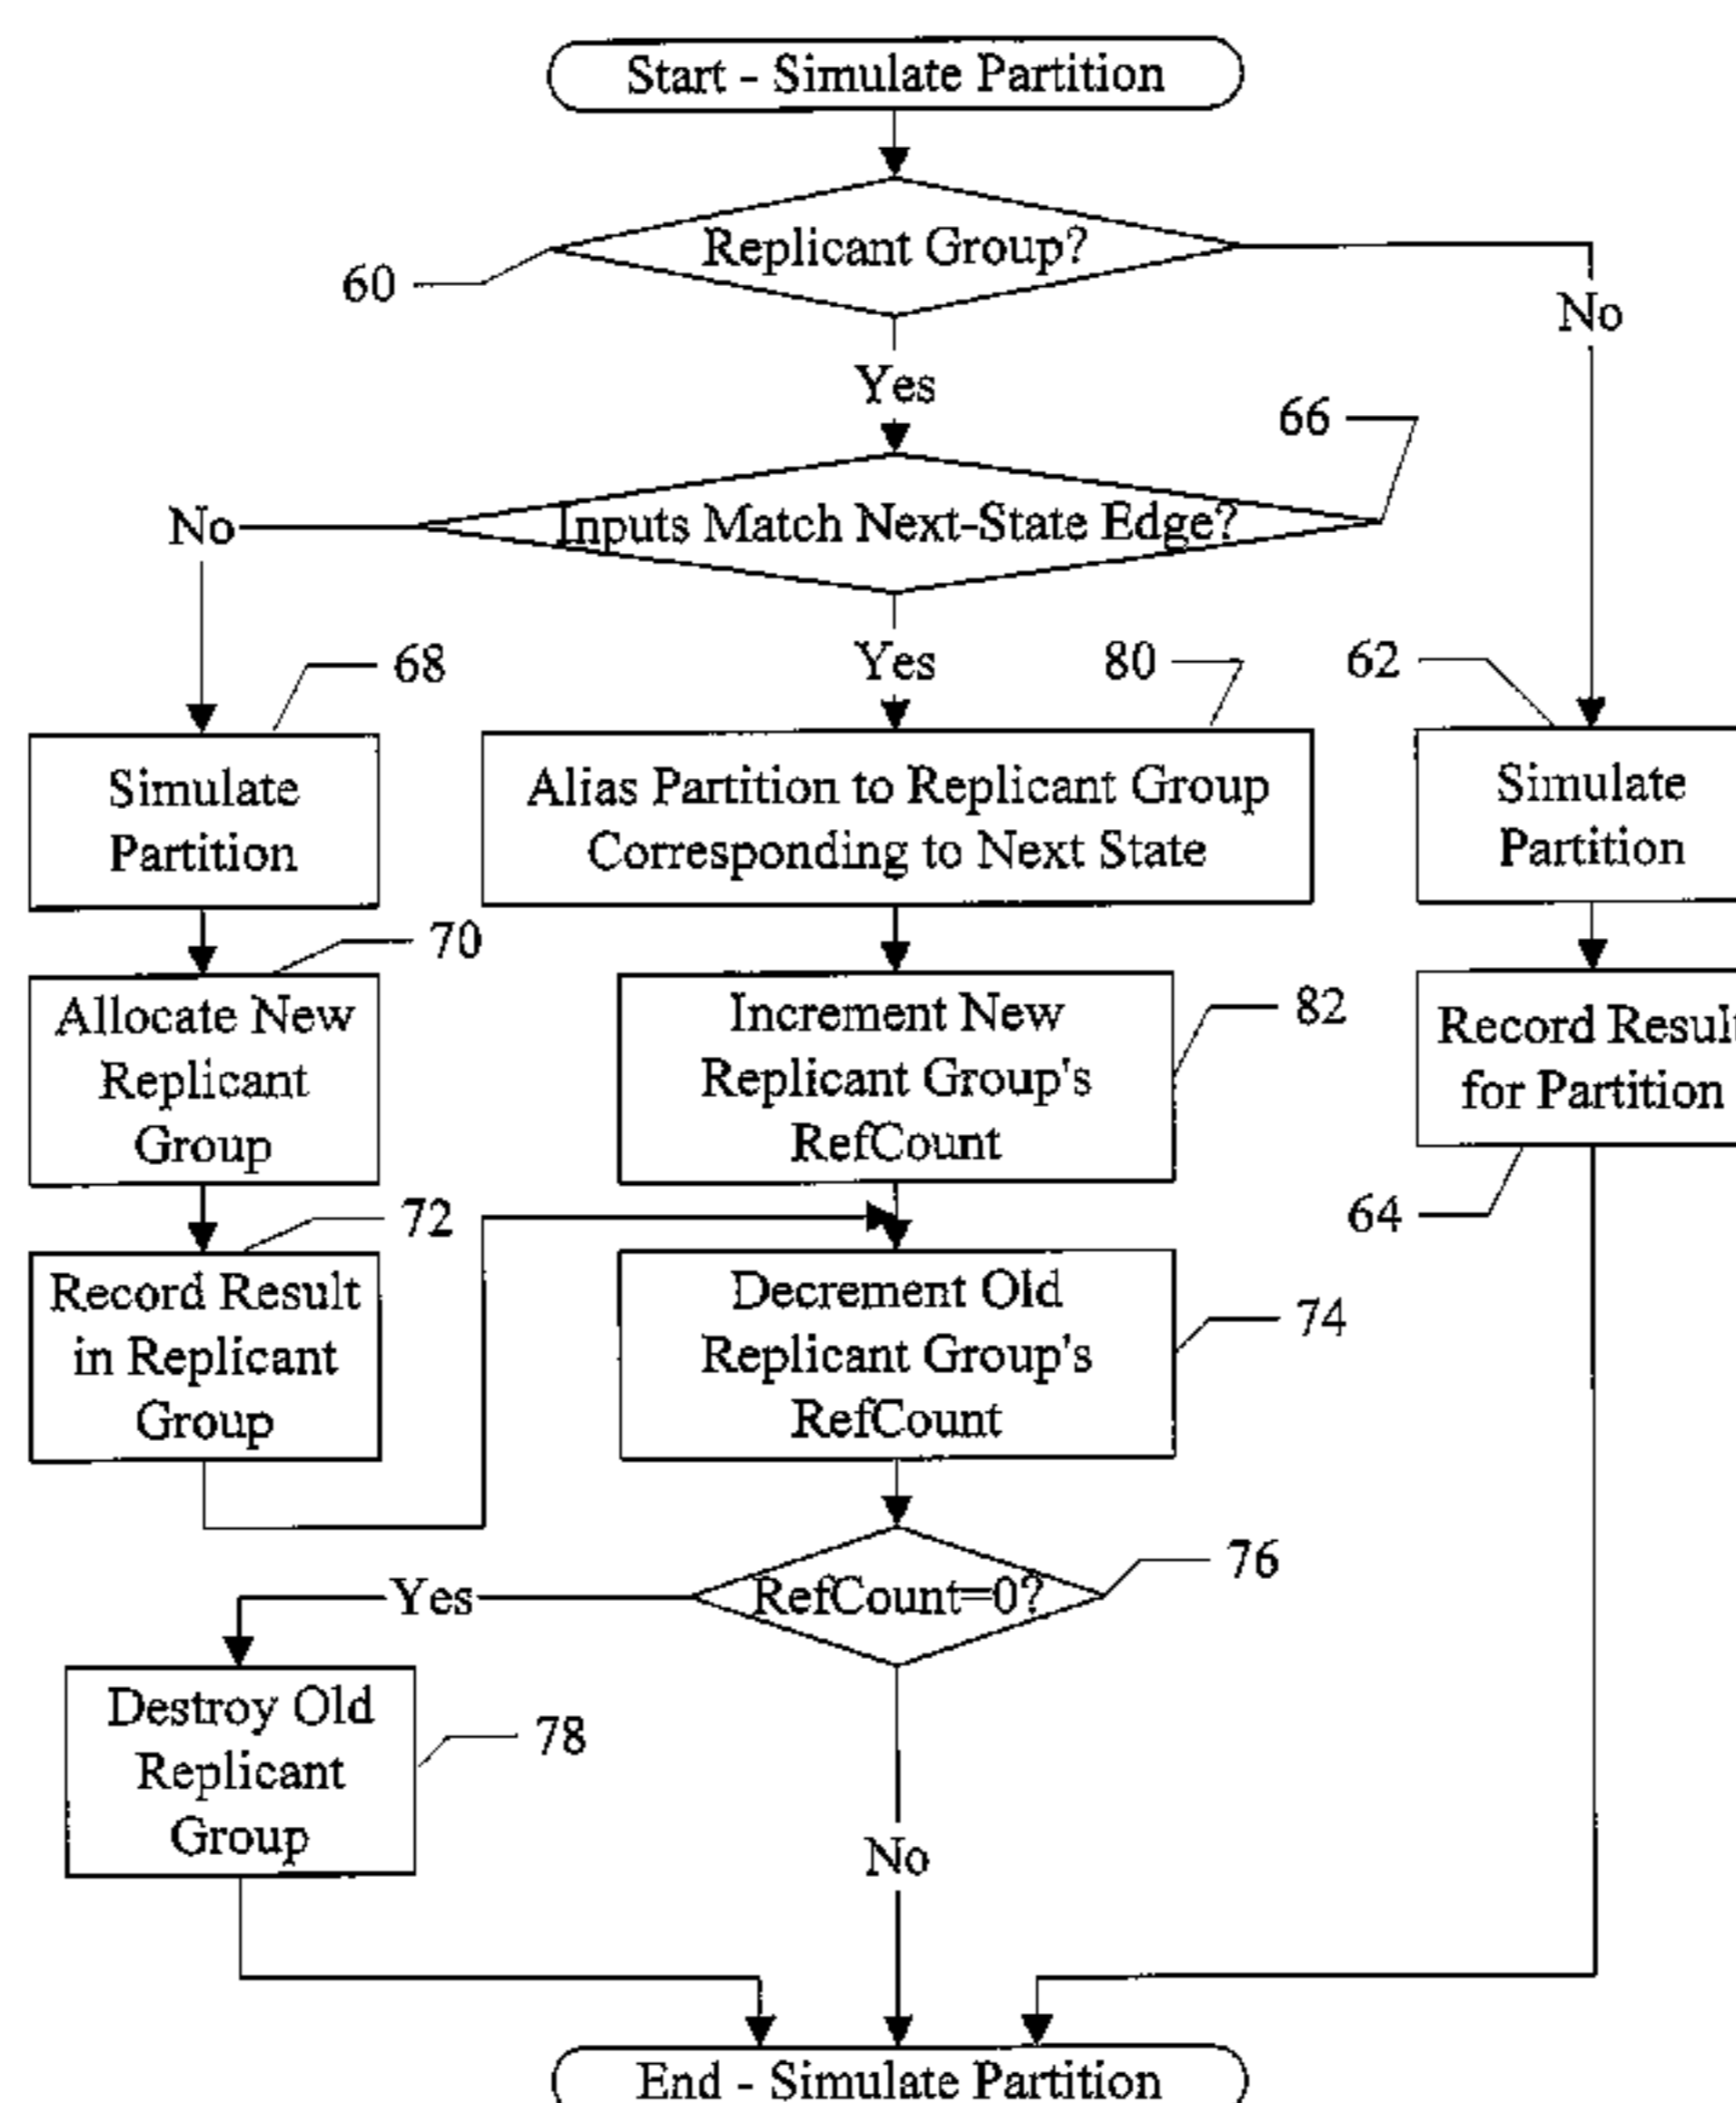 Start - Simulate Partition
Replicant Group?
60
No
Yes
66
Inputs Match Next-State Edge?
No
Yes
68
80
62
Simulate
Partition
Alias Partition to Replicant Group
Corresponding to Next State
Simulate
Partition
70
Allocate New
Replicant
Group
Increment New
Replicant Group's
RefCount
82
Record Result
for Partition
64
72
Record Result
in Replicant
Group
Decrement Old
Replicant Group's
RefCount
74
RefCount=0?
76
Yes
Destroy Old
Replicant
Group
78
No
End - Simulate Partition